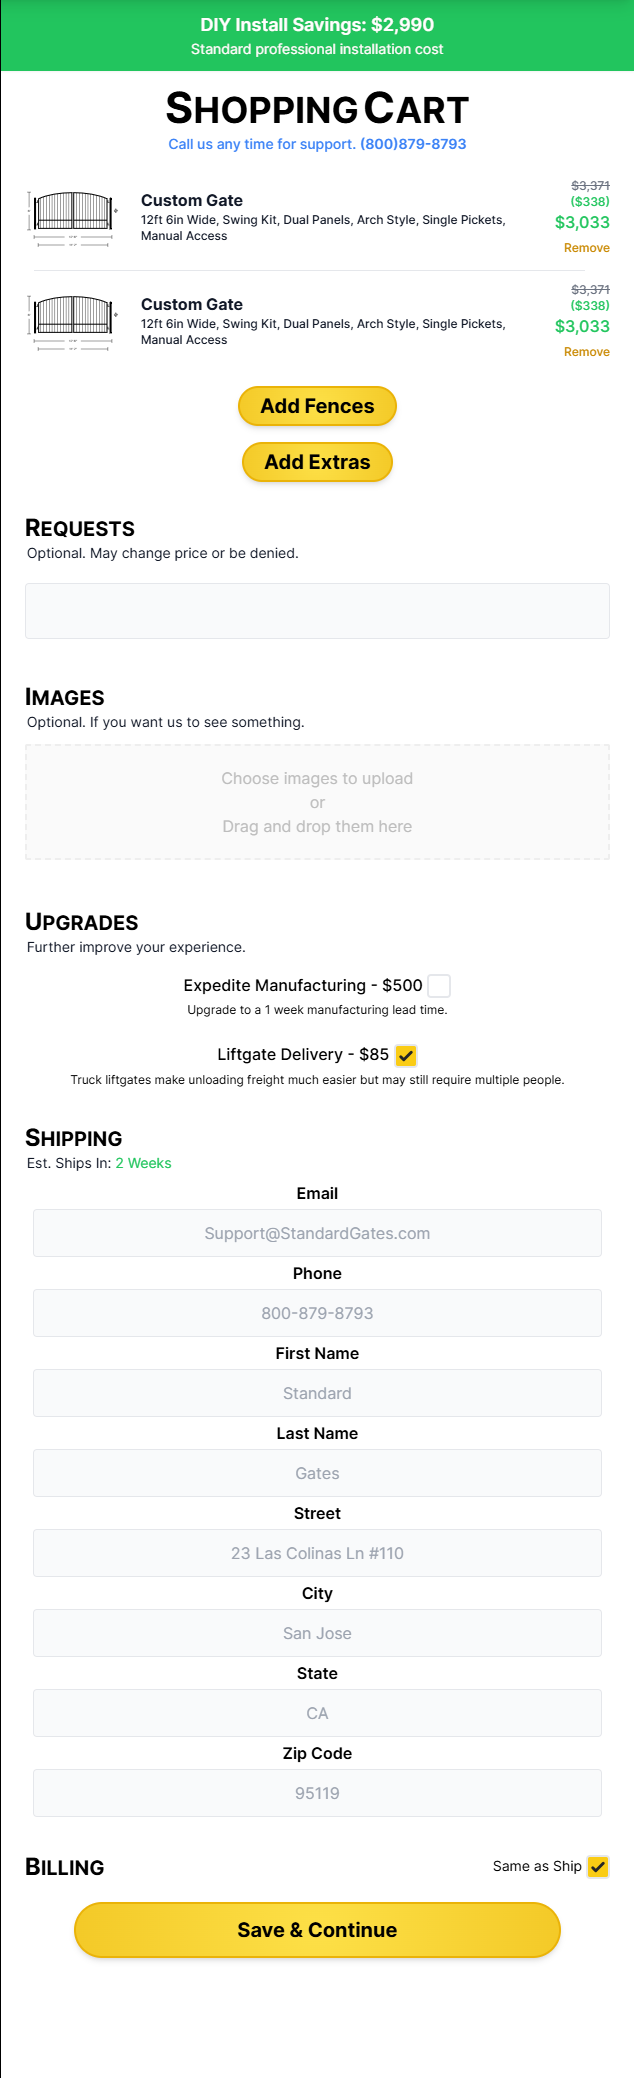 DIY Install Savings: $2,990
Standard professional installation cost
SHOPPING CART
Call us any time for support. (800)879-8793
Custom Gate
12ft 6in Wide, Swing Kit, Dual Panels, Arch Style, Single Pickets,
Manual Access
$3,371
($338)
$3,033
Remove
Custom Gate
12ft 6in Wide, Swing Kit, Dual Panels, Arch Style, Single Pickets,
Manual Access
$3,371
($338)
$3,033
Remove
Add Fences
Add Extras
REQUESTS
Optional. May change price or be denied.
IMAGES
Optional. If you want us to see something.
Choose images to upload
or
Drag and drop them here
UPGRADES
Further improve your experience.
Expedite Manufacturing - $500
Upgrade to a 1 week manufacturing lead time.
Liftgate Delivery - $85
Truck liftgates make unloading freight much easier but may still require multiple people.
SHIPPING
Est. Ships In: 2 Weeks
Email
Support@StandardGates.com
Phone
800-879-8793
First Name
Standard
Last Name
Gates
Street
23 Las Colinas Ln #110
City
San Jose
State
CA
Zip Code
95119
BILLING
Same as Ship
Save & Continue